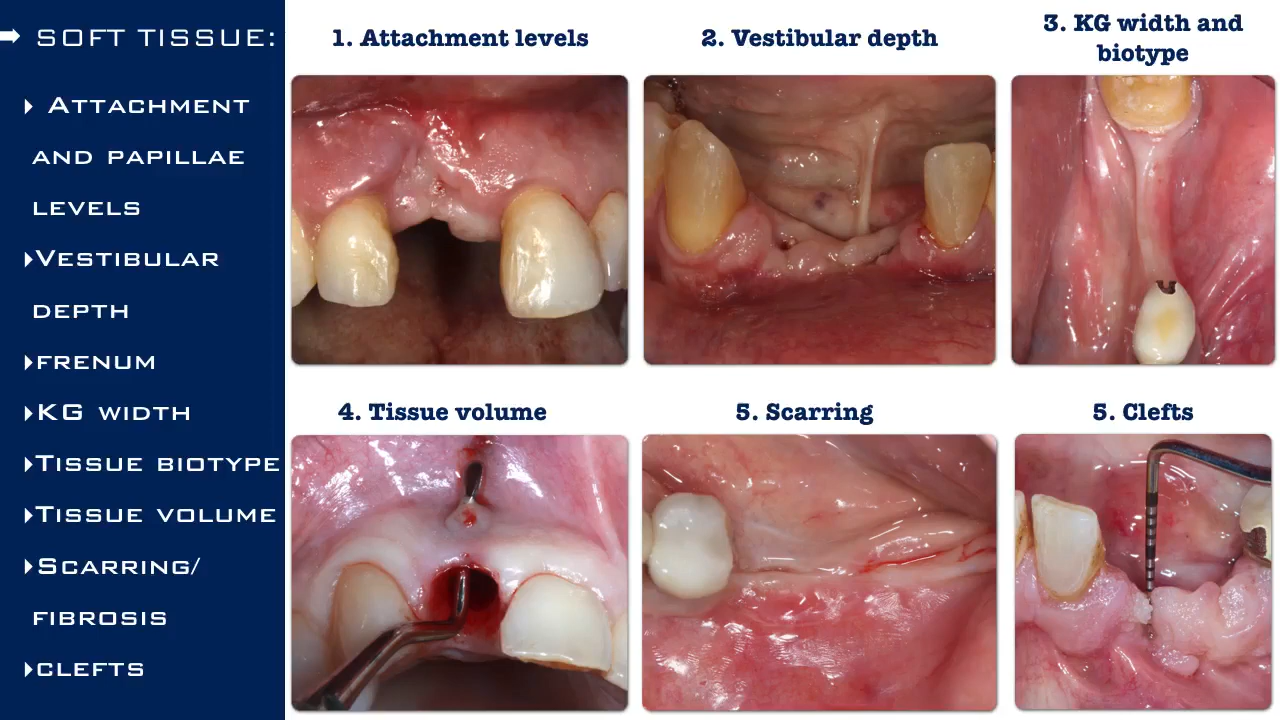 SOFT TISSUE:
ATTACHMENT
AND PAPILLAE
LEVELS
VESTIBULAR
DEPTH
FRENUM
KG WIDTH
TISSUE BIOTYPE
TISSUE VOLUME
SCARRING/
FIBROSIS
CLEFTS
1. Attachment levels
2. Vestibular depth
3. KG width and
biotype
4. Tissue volume
5. Scarring
5. Clefts